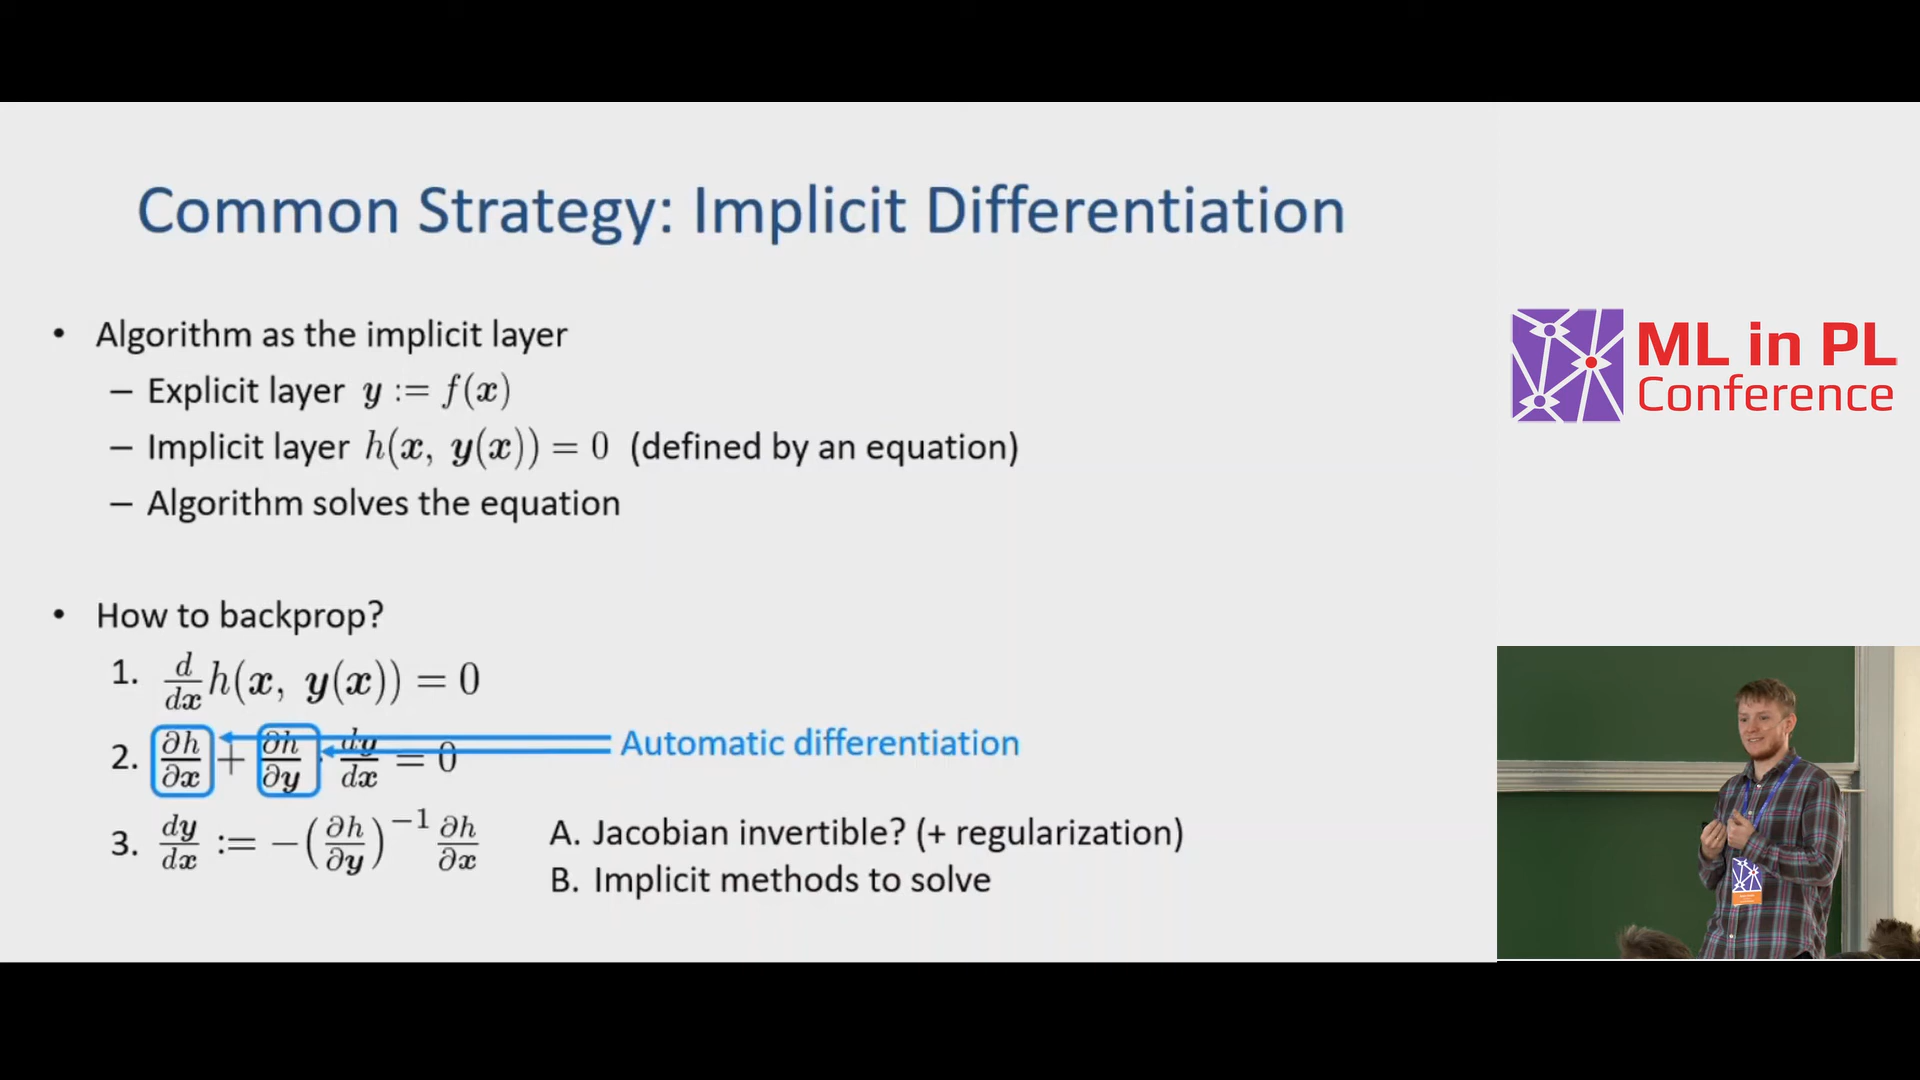 Common Strategy: Implicit Differentiation
• Algorithm as the implicit layer
– Explicit layer y := f(x)
– Implicit layer h(x, y(x)) = 0 (defined by an equation)
– Algorithm solves the equation
• How to backprop?
1. d/dx h(x, y(x)) = 0
2. ∂h/∂x + ∂h/∂y · dy/dx = 0
Automatic differentiation
3. dy/dx := −(∂h/∂y)⁻¹ ∂h/∂x
A. Jacobian invertible? (+ regularization)
B. Implicit methods to solve
ML in PL
Conference